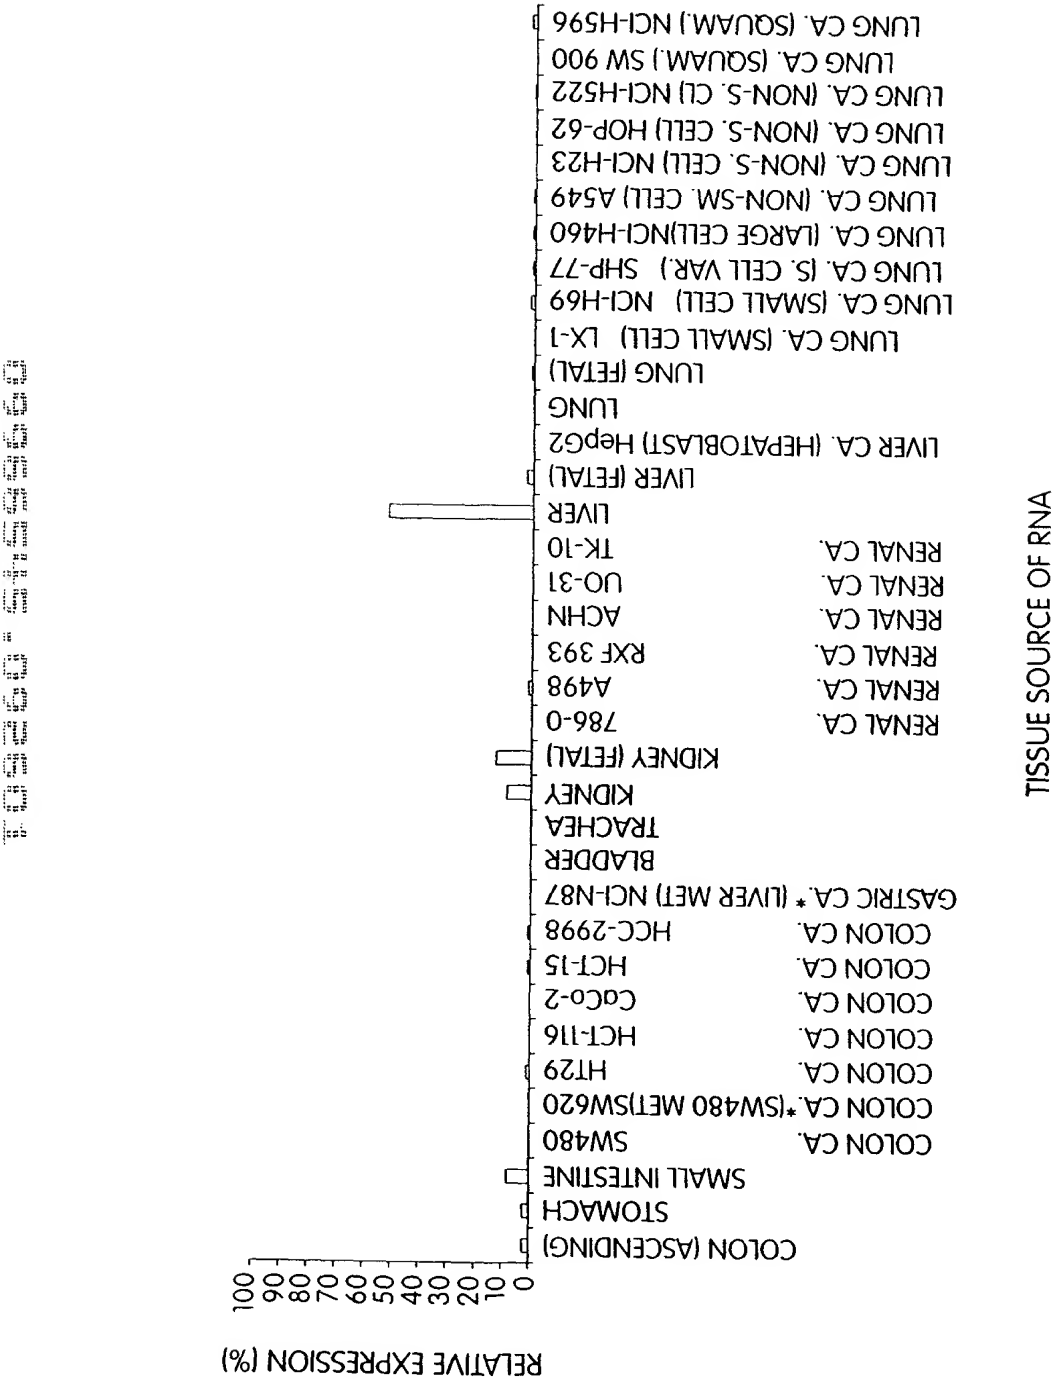 RELATIVE EXPRESSION (%)
0
10
20
30
40
50
60
70
80
90
100
COLON (ASCENDING)
STOMACH
SMALL INTESTINE
COLON CA. SW480
COLON CA.*(SW480 MET)SW620
COLON CA. HT29
COLON CA. HCT-116
COLON CA. CaCo-2
COLON CA. HCT-15
COLON CA. HCC-2998
GASTRIC CA. * (LIVER MET) NCI-N87
BLADDER
TRACHEA
KIDNEY
KIDNEY (FETAL)
RENAL CA. 786-0
RENAL CA. A498
RENAL CA. RXF 393
RENAL CA. ACHN
RENAL CA. UO-31
RENAL CA. TK-10
LIVER
LIVER (FETAL)
LIVER CA. (HEPATOBLAST) HepG2
LUNG
LUNG (FETAL)
LUNG CA. (SMALL CELL) LX-1
LUNG CA. (SMALL CELL) NCI-H69
LUNG CA. (S. CELL VAR.) SHP-77
LUNG CA. (LARGE CELL)NCI-H460
LUNG CA. (NON-SM. CELL) A549
LUNG CA. (NON-S. CELL) NCI-H23
LUNG CA. (NON-S. CELL) HOP-62
LUNG CA. (NON-S. CL) NCI-H522
LUNG CA. (SQUAM.) SW 900
LUNG CA. (SQUAM.) NCI-H596
TISSUE SOURCE OF RNA